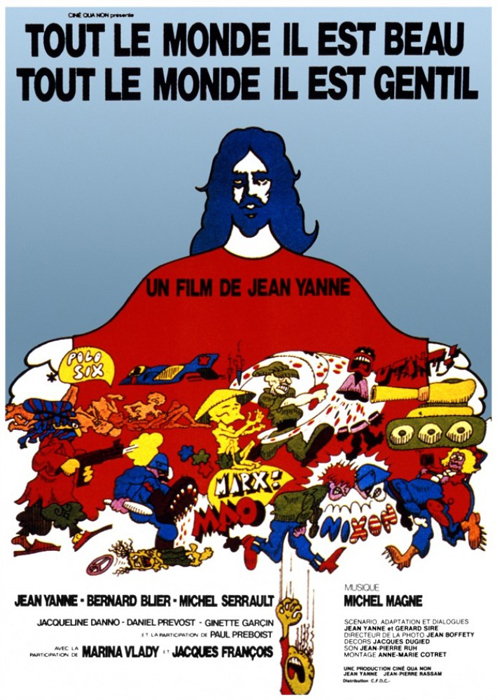 CINÉ QUA NON présente
TOUT LE MONDE IL EST BEAU
TOUT LE MONDE IL EST GENTIL
UN FILM DE JEAN YANNE
POLO
SIX
MARX:
MAO
NIXON
JEAN YANNE • BERNARD BLIER • MICHEL SERRAULT
JACQUELINE DANNO • DANIEL PREVOST • GINETTE GARÇIN
ET LA PARTICIPATION DE PAUL PREBOIST
AVEC LA
PARTICIPATION DE MARINA VLADY ET JACQUES FRANÇOIS
MUSIQUE
MICHEL MAGNE
SCENARIO, ADAPTATION ET DIALOGUES
JEAN YANNE et GERARD SIRE
DIRECTEUR DE LA PHOTO JEAN BOFFETY
DECORS JACQUES DUGIED
SON JEAN-PIERRE RUH
MONTAGE ANNE-MARIE COTRET
UNE PRODUCTION CINÉ QUA NON
JEAN YANNE JEAN-PIERRE RASSAM
Distribution C.F.D.C.